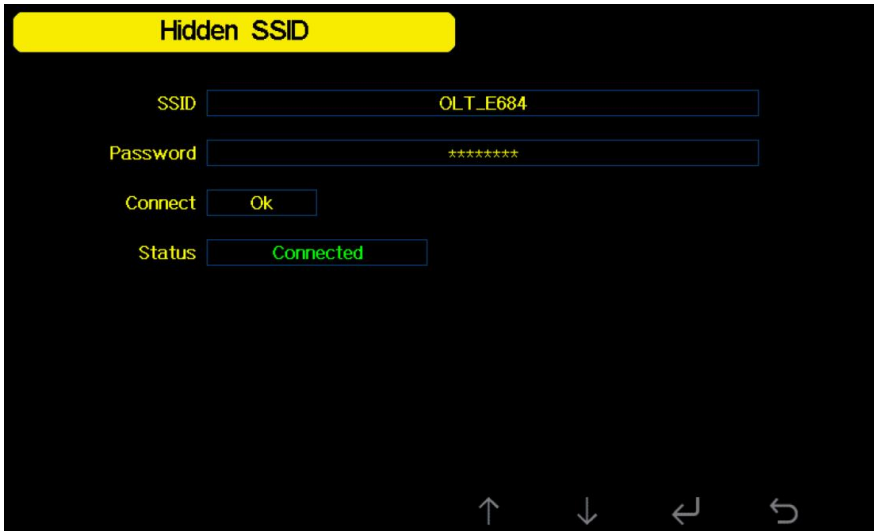 Hidden SSID
SSID OLT_E684
Password ********
Connect Ok
Status Connected